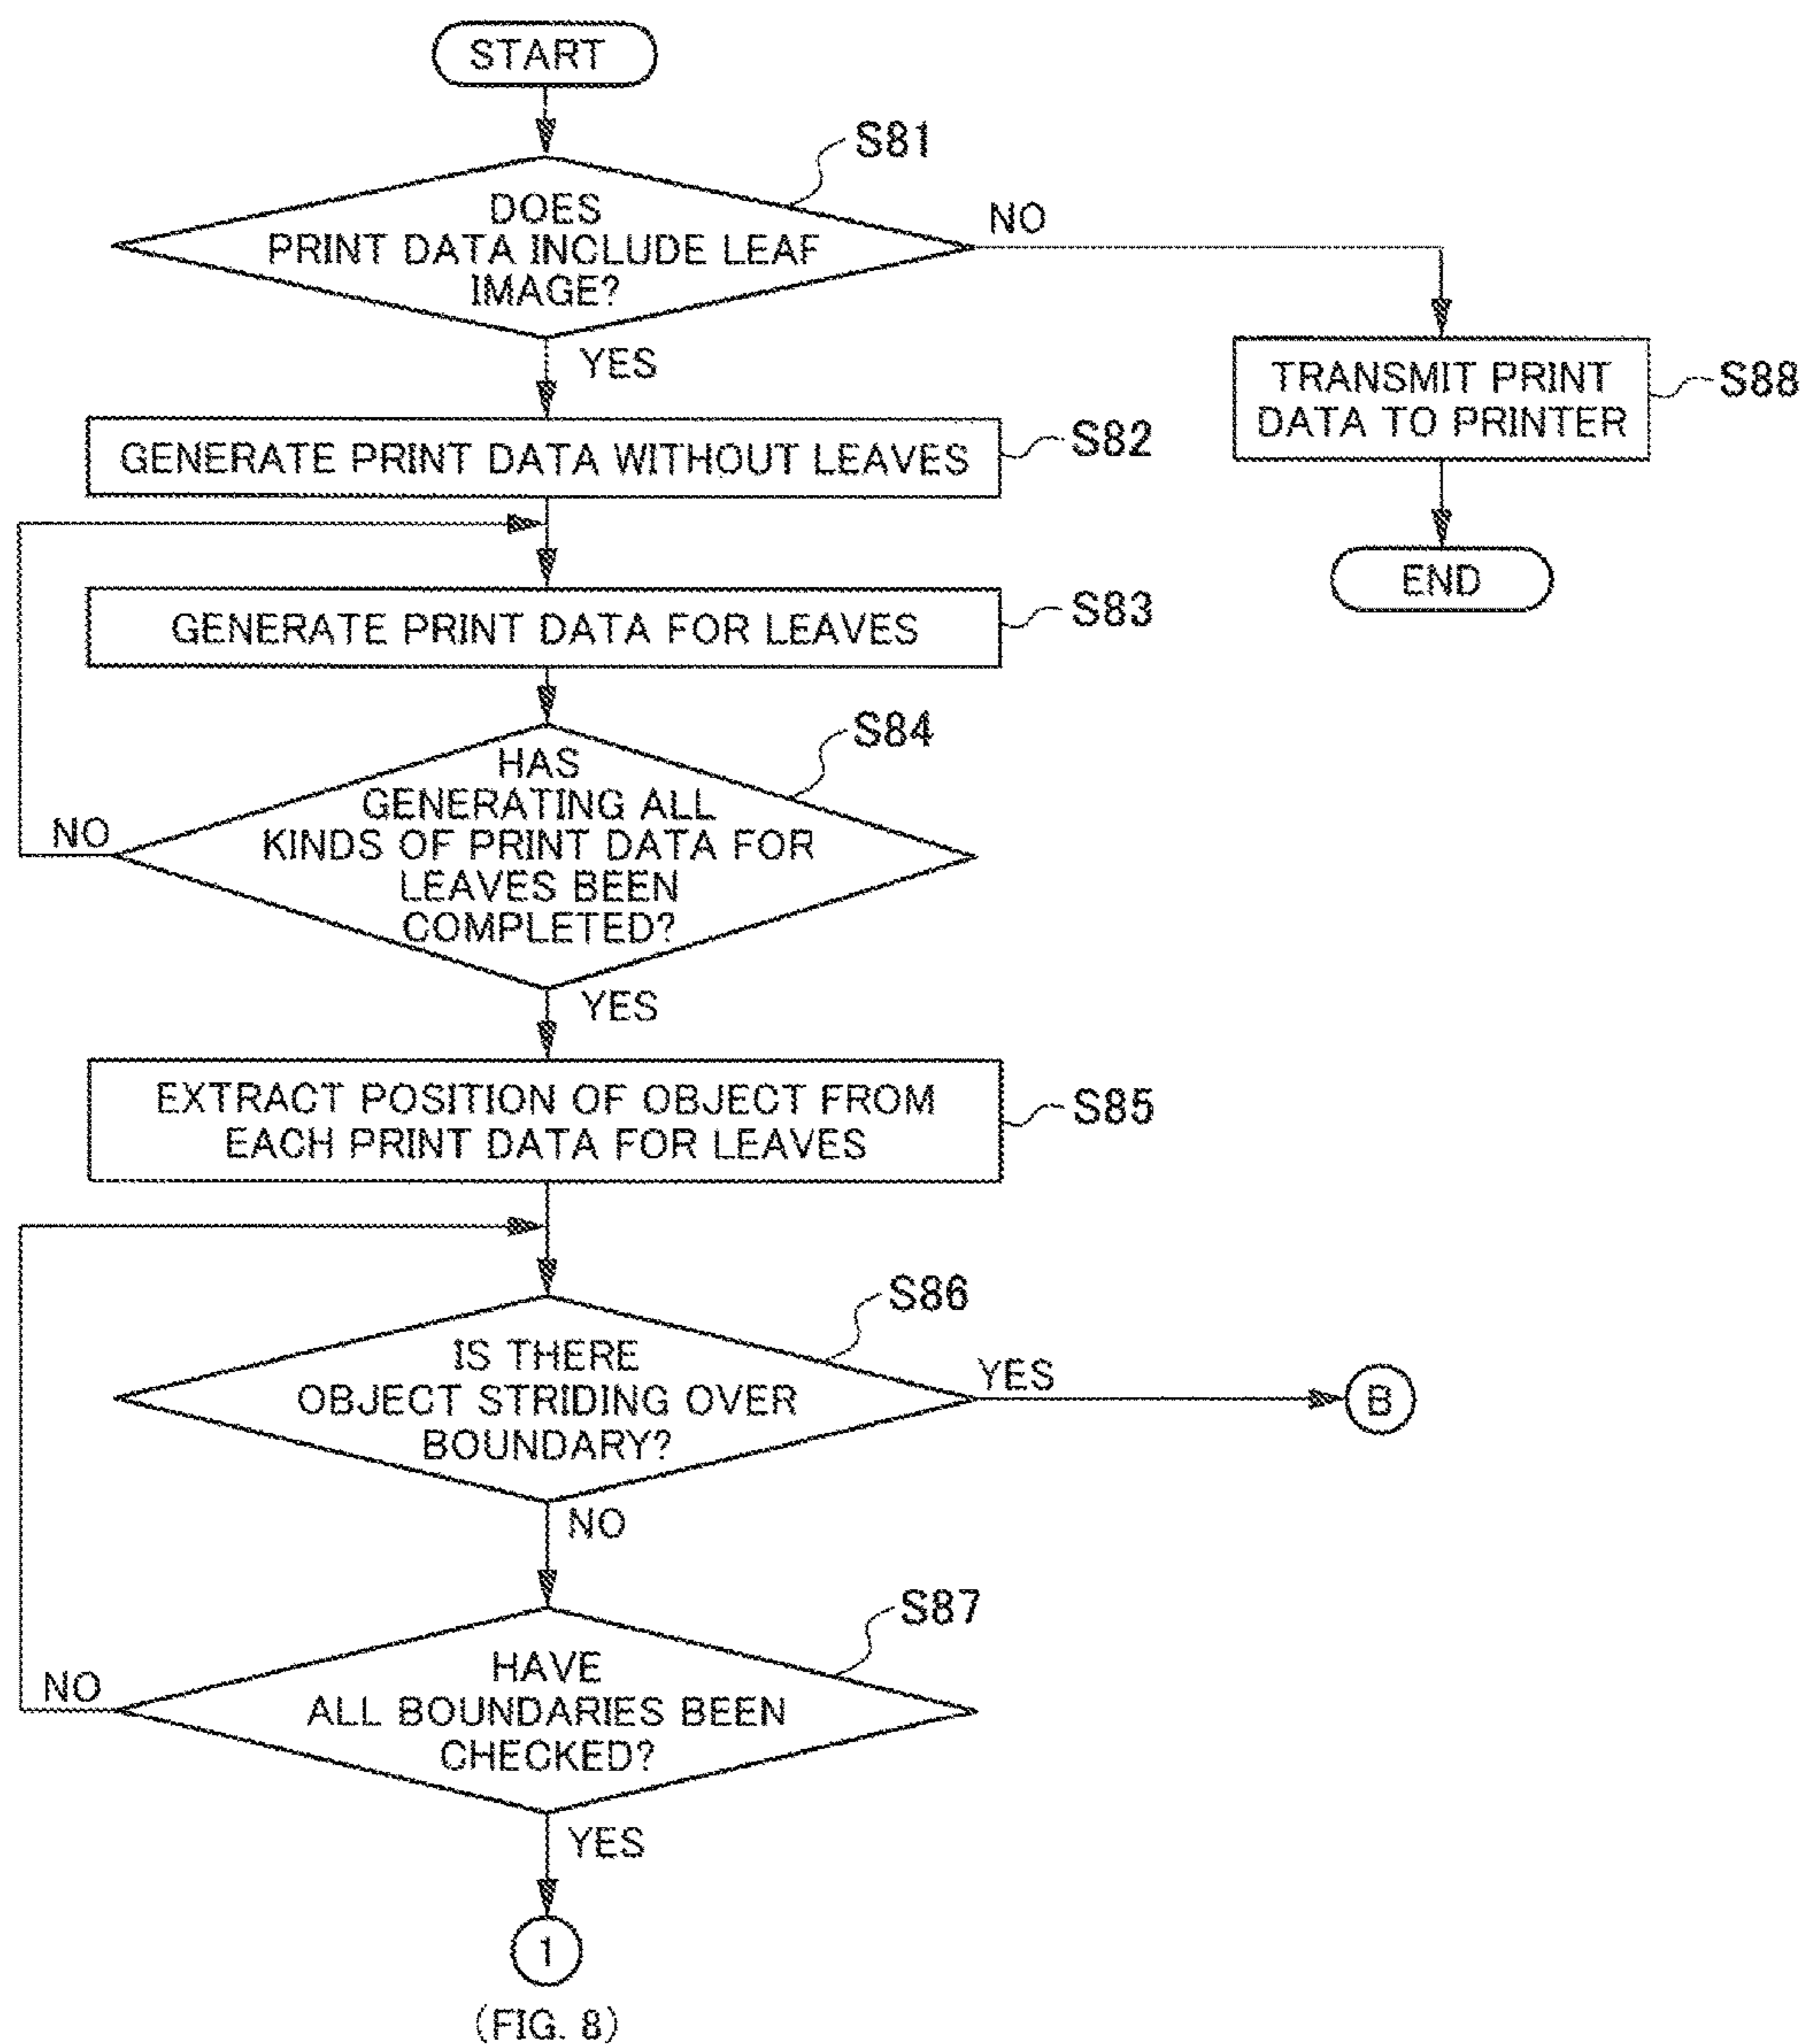 START
S81
DOES
PRINT DATA INCLUDE LEAF
IMAGE?
NO
YES
TRANSMIT PRINT
DATA TO PRINTER
S88
GENERATE PRINT DATA WITHOUT LEAVES
S82
END
GENERATE PRINT DATA FOR LEAVES
S83
S84
HAS
GENERATING ALL
KINDS OF PRINT DATA FOR
LEAVES BEEN
COMPLETED?
NO
YES
EXTRACT POSITION OF OBJECT FROM
EACH PRINT DATA FOR LEAVES
S85
S86
IS THERE
OBJECT STRIDING OVER
BOUNDARY?
YES
B
NO
S87
HAVE
ALL BOUNDARIES BEEN
CHECKED?
NO
YES
1
(FIG. 8)